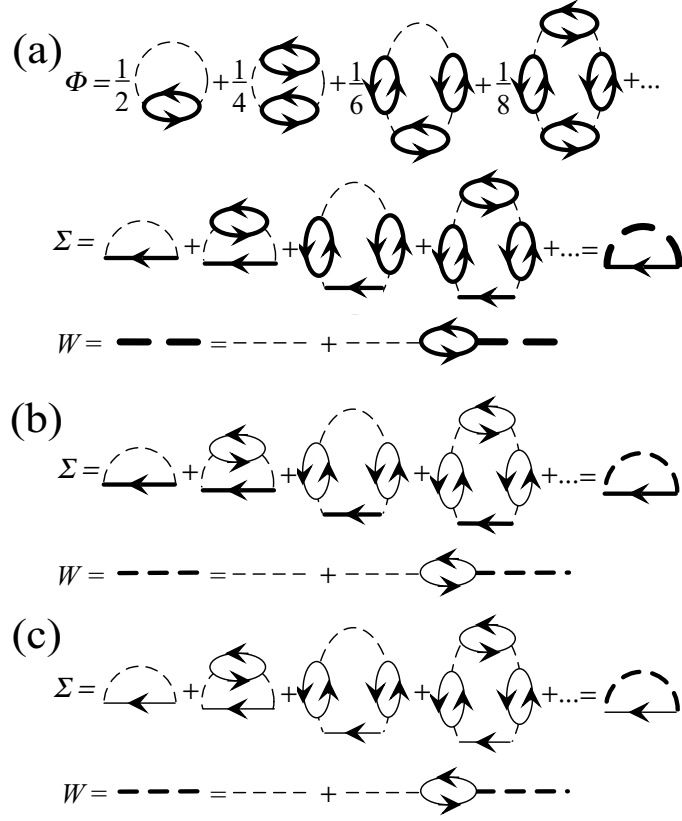 (a)
Φ = 1/2 + 1/4 + 1/6 + 1/8 +...
Σ = + + + +...=
W = = +
(b)
Σ = + + + +...=
W = = +
(c)
Σ = + + + +...=
W = = +